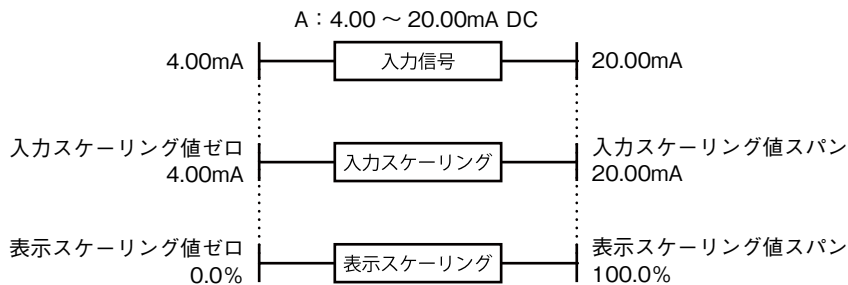 A：4.00 ～ 20.00mA DC
4.00mA
入力信号
20.00mA
入力スケーリング値ゼロ
4.00mA
入力スケーリング
入力スケーリング値スパン
20.00mA
表示スケーリング値ゼロ
0.0%
表示スケーリング
表示スケーリング値スパン
100.0%